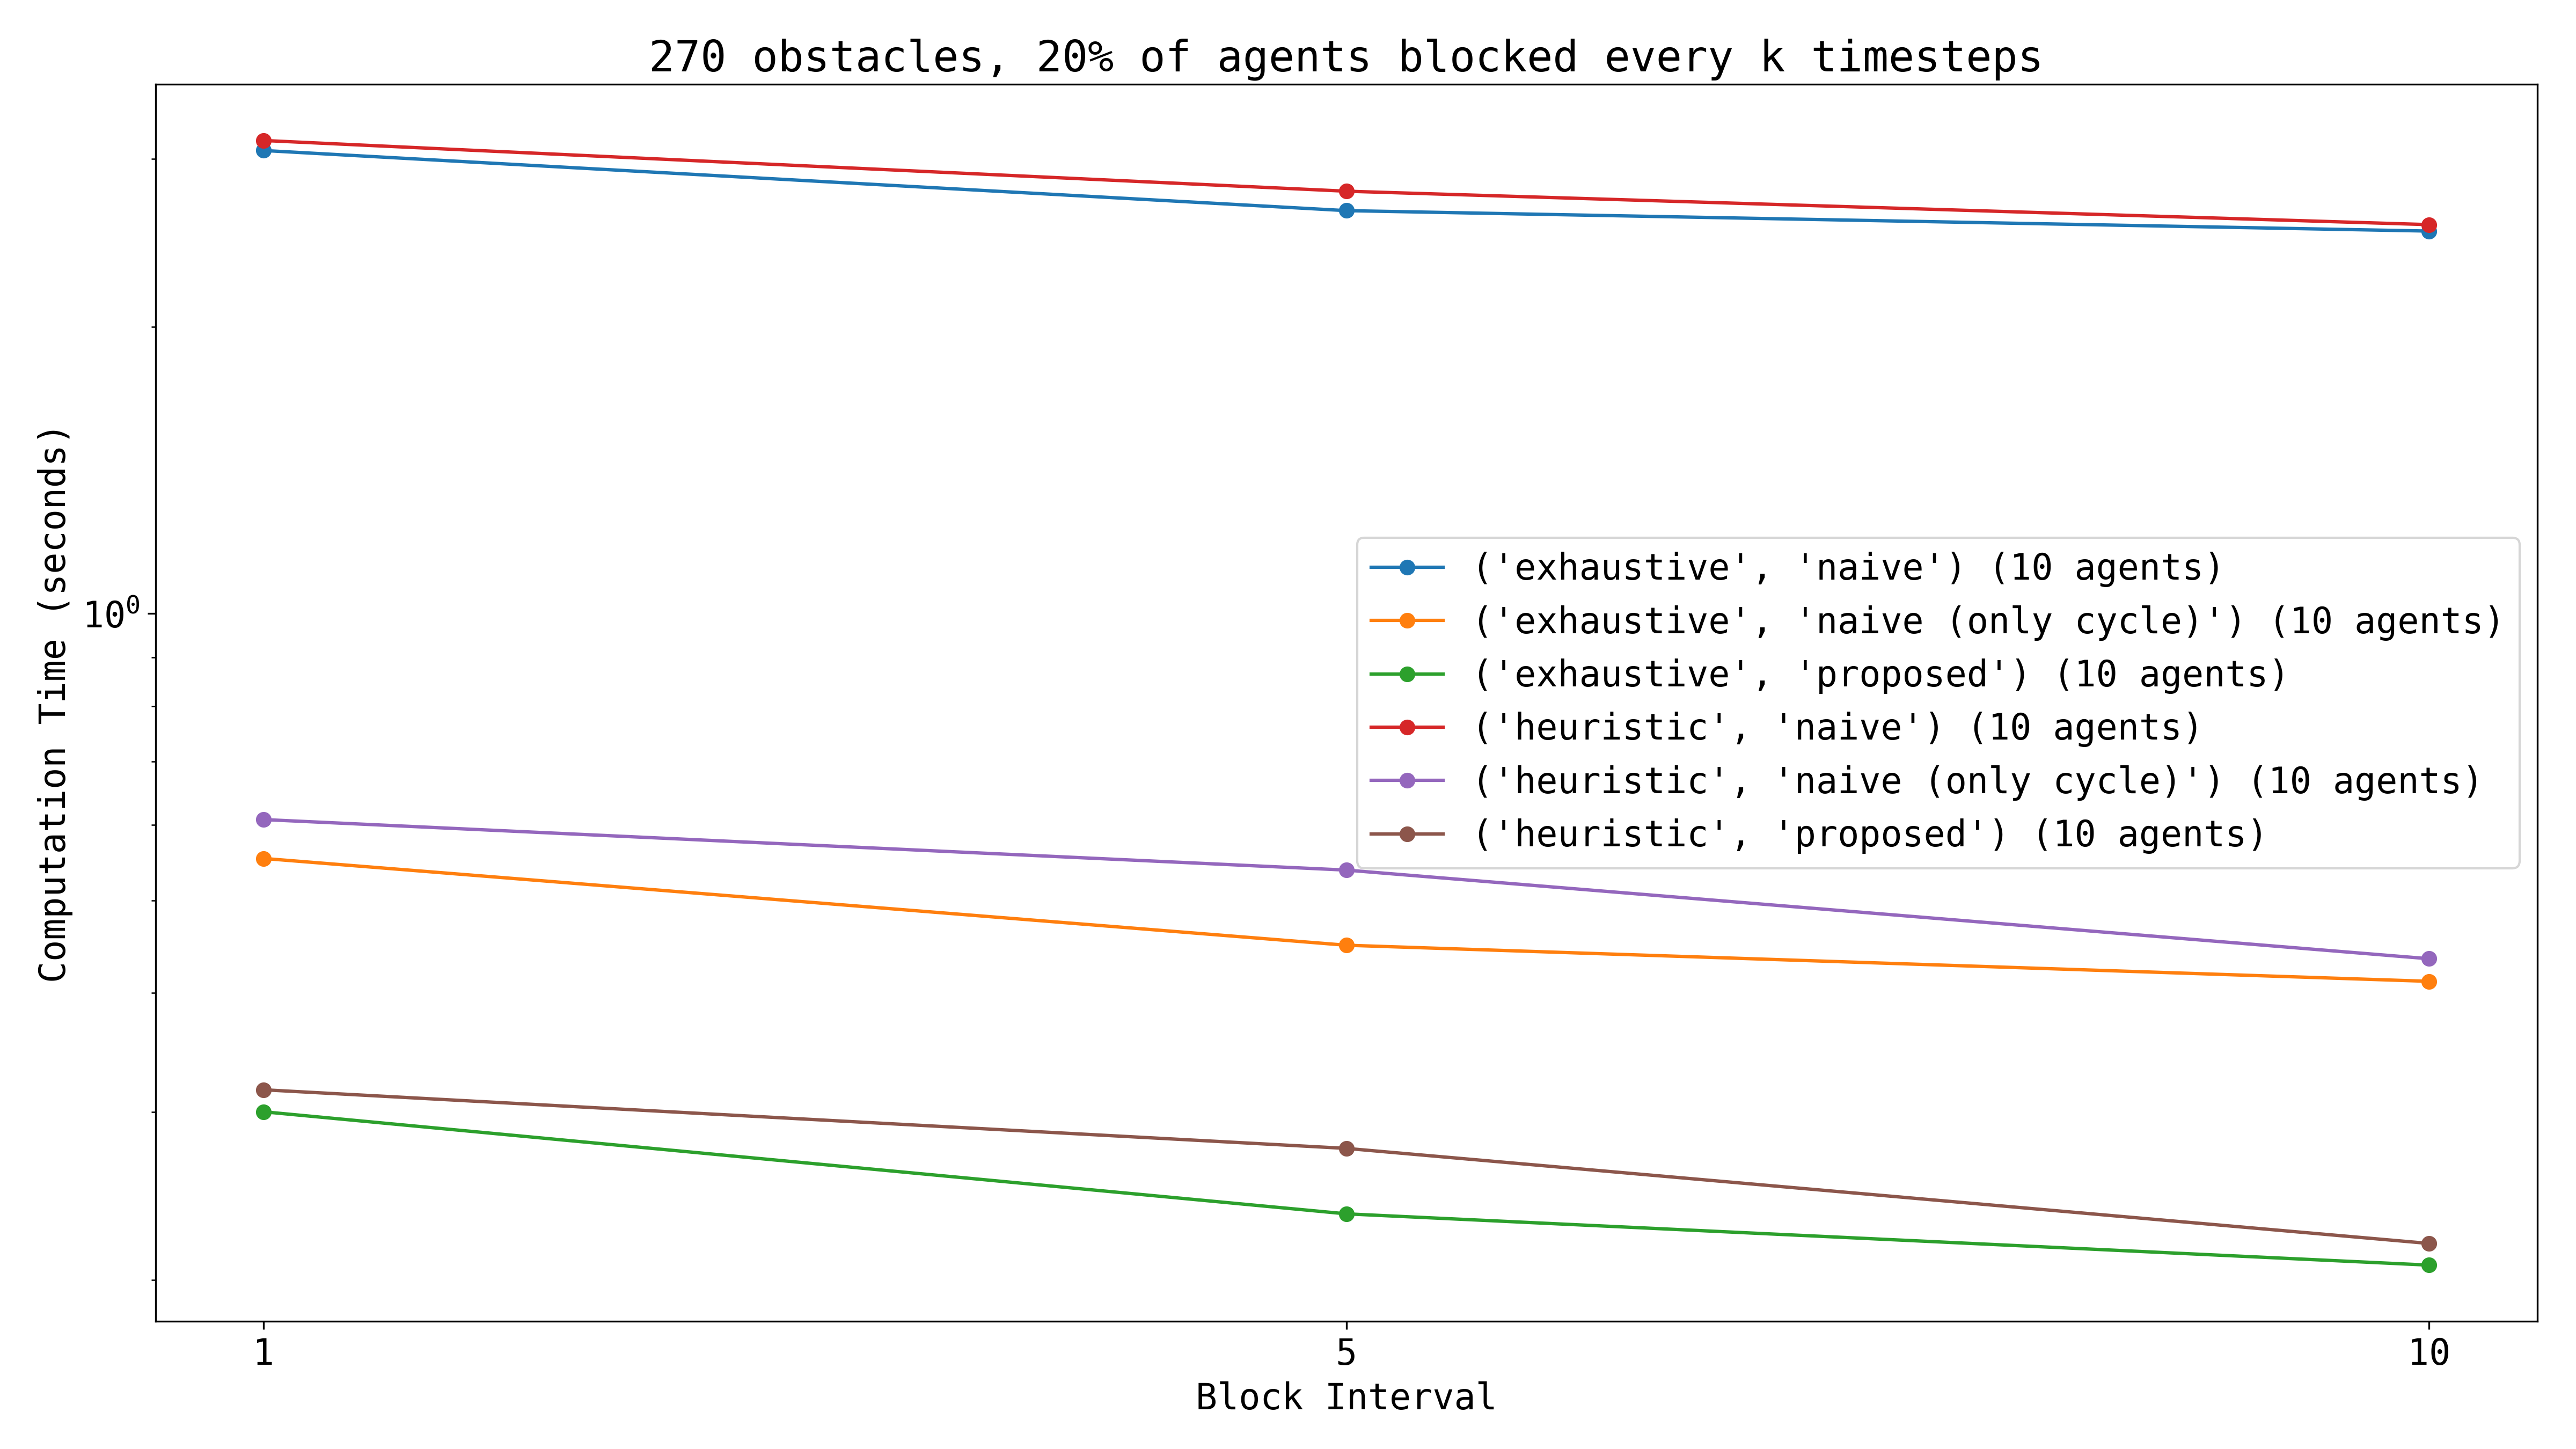 270 obstacles, 20% of agents blocked every k timesteps
Computation Time (seconds)
10⁰
('exhaustive', 'naive') (10 agents)
('exhaustive', 'naive (only cycle)') (10 agents)
('exhaustive', 'proposed') (10 agents)
('heuristic', 'naive') (10 agents)
('heuristic', 'naive (only cycle)') (10 agents)
('heuristic', 'proposed') (10 agents)
1 5 10
Block Interval